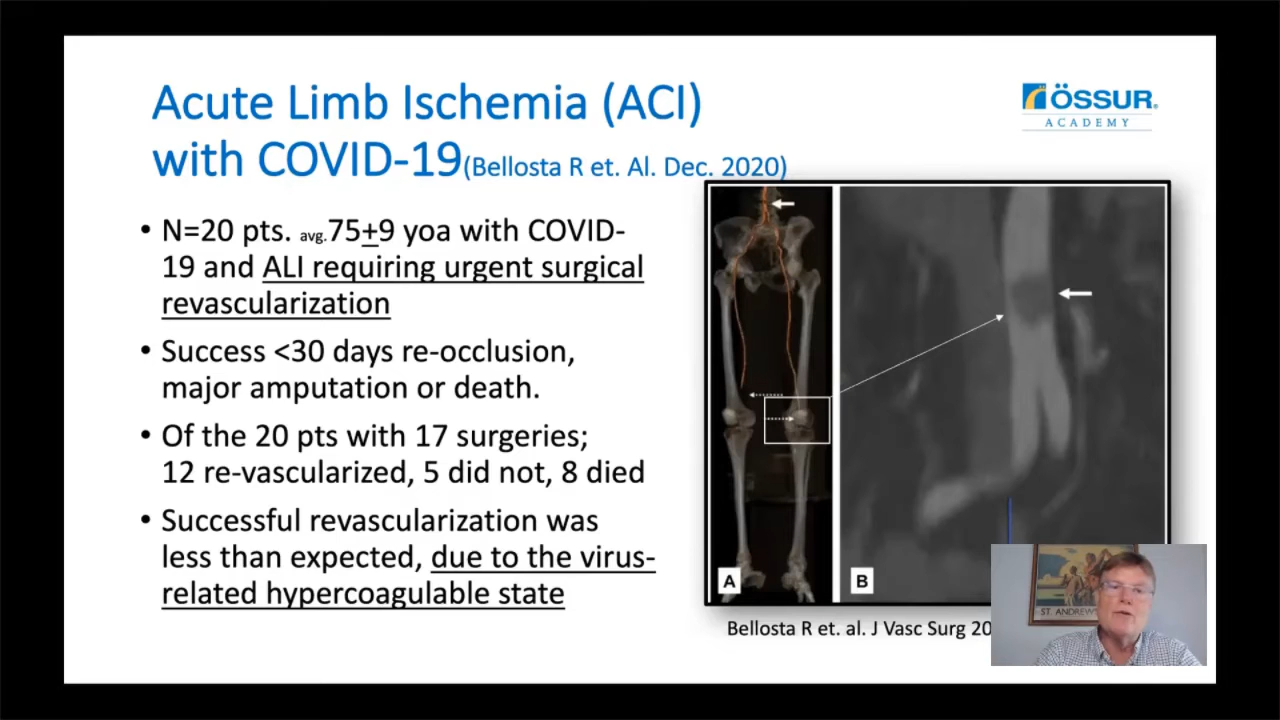 Acute Limb Ischemia (ACI)
with COVID-19(Bellosta R et. Al. Dec. 2020)
ÖSSUR®
ACADEMY
• N=20 pts. avg.75+9 yoa with COVID-
19 and ALI requiring urgent surgical
revascularization
• Success <30 days re-occlusion,
major amputation or death.
• Of the 20 pts with 17 surgeries;
12 re-vascularized, 5 did not, 8 died
• Successful revascularization was
less than expected, due to the virus-
related hypercoagulable state
A
B
Bellosta R et. al. J Vasc Surg 20
ST. ANDREWS